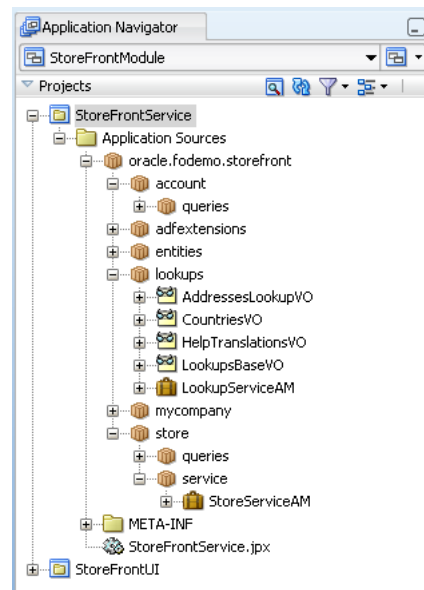 Application Navigator
StoreFrontModule
Projects
StoreFrontService
Application Sources
oracle.fodemo.storefront
account
queries
adfextensions
entities
lookups
AddressesLookupVO
CountriesVO
HelpTranslationsVO
LookupsBaseVO
LookupServiceAM
mycompany
store
queries
service
StoreServiceAM
META-INF
StoreFrontService.jpx
StoreFrontUI